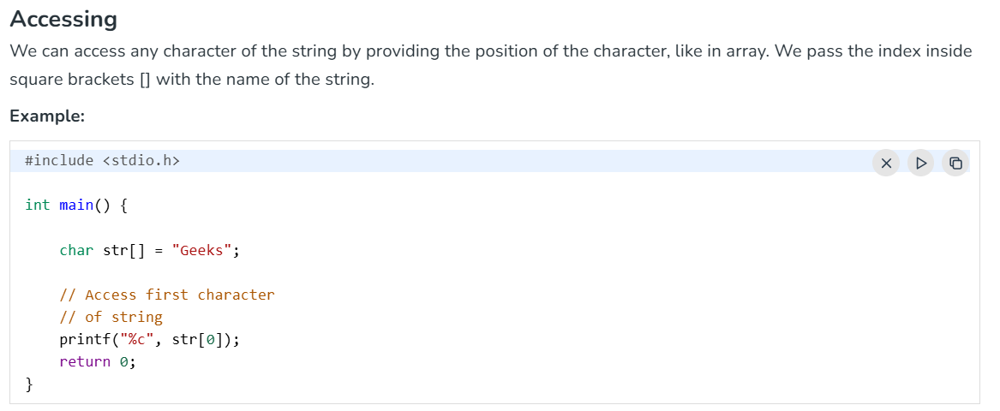 Accessing
We can access any character of the string by providing the position of the character, like in array. We pass the index inside
square brackets [] with the name of the string.
Example:
#include <stdio.h>
int main() {
    char str[] = "Geeks";
    // Access first character
    // of string
    printf("%c", str[0]);
    return 0;
}